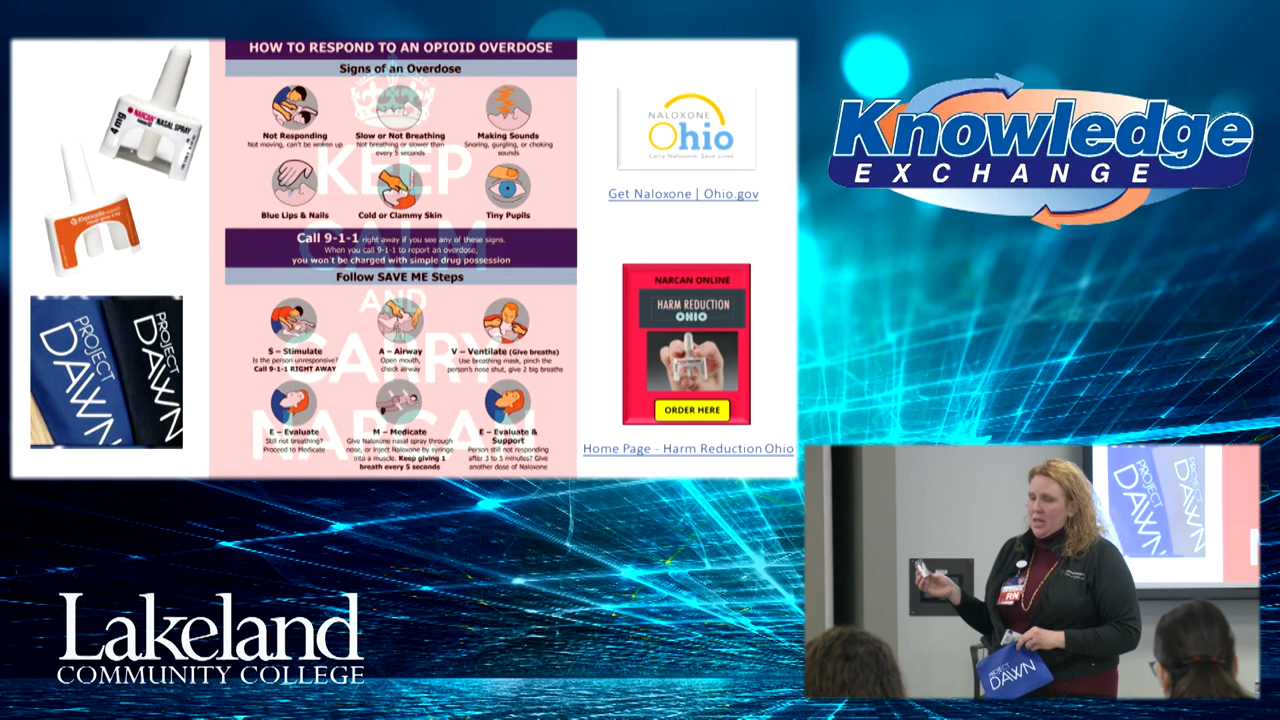 HOW TO RESPOND TO AN OPIOID OVERDOSE
Signs of an Overdose
Not Responding
Not moving, can't be woken up
Slow or Not Breathing
Not breathing or slower than
every 5 seconds
Making Sounds
Snoring, gurgling, or choking
sounds
Blue Lips & Nails
Cold or Clammy Skin
Tiny Pupils
Call 9-1-1 right away if you see any of these signs.
When you call 9-1-1 to report an overdose,
you won't be charged with simple drug possession
Follow SAVE ME Steps
S – Stimulate
Is the person unresponsive?
Call 9-1-1 RIGHT AWAY
A – Airway
Open mouth,
check airway
V – Ventilate (Give breaths)
Use breathing mask, pinch the
person's nose shut, give 2 big breaths
E – Evaluate
Still not breathing?
Proceed to Medicate
M – Medicate
Give Naloxone nasal spray through
nose, or inject Naloxone by syringe
into a muscle. Keep giving 1
breath every 5 seconds
E – Evaluate &
Support
Person still not responding
after 3 to 5 minutes? Give
another dose of Naloxone
KEEP
CALM
AND
CARRY
NARCAN
4 mg
NARCAN NASAL SPRAY
Kloxxado
PROJECT
DAWN
PROJECT
DAWN
NALOXONE
Ohio
Carry Naloxone. Save Lives
Get Naloxone | Ohio.gov
NARCAN ONLINE
HARM REDUCTION
OHIO
ORDER HERE
Home Page - Harm Reduction Ohio
Knowledge
EXCHANGE
PROJECT
DAWN
PROJECT
DAWN
RN
PROJECT
DAWN
Lakeland
COMMUNITY COLLEGE